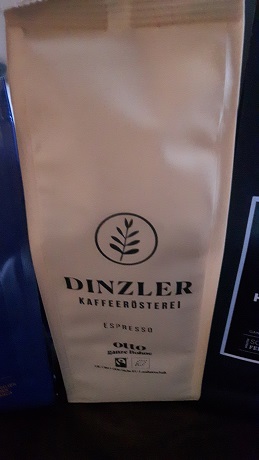 DINZLER
KAFFEERÖSTEREI
ESPRESSO
otto
ganze Bohne